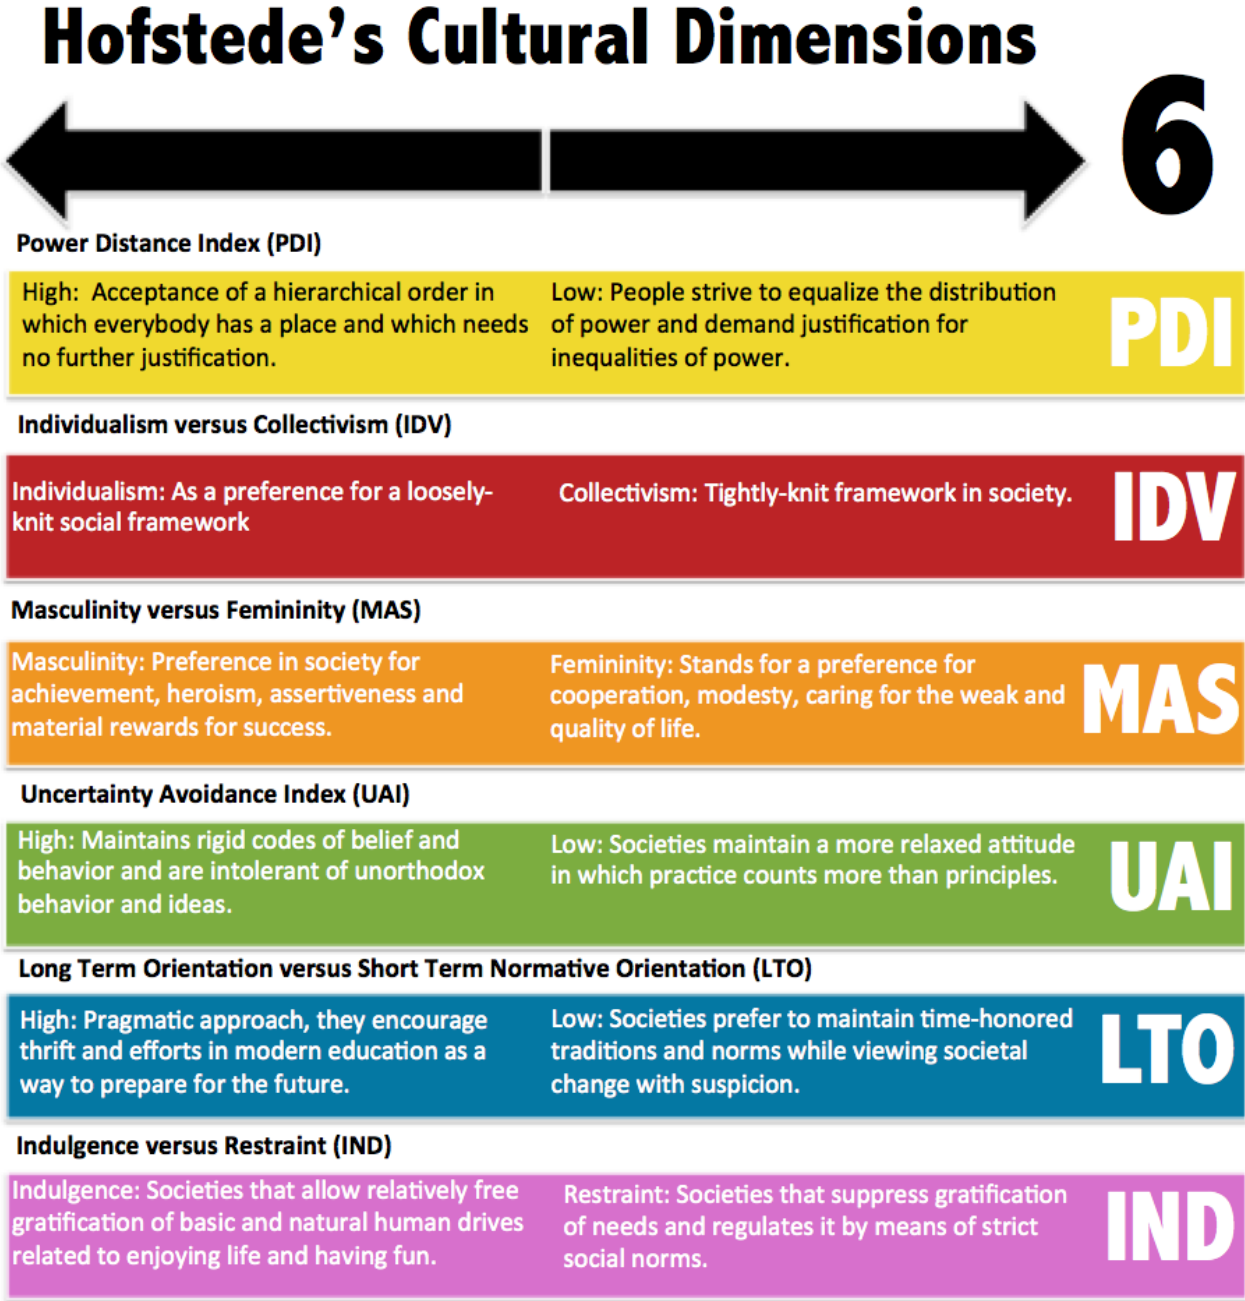 Hofstede's Cultural Dimensions
6
Power Distance Index (PDI)
High:  Acceptance of a hierarchical order in
which everybody has a place and which needs
no further justification.
Low: People strive to equalize the distribution
of power and demand justification for
inequalities of power.
PDI
Individualism versus Collectivism (IDV)
Individualism: As a preference for a loosely-
knit social framework
Collectivism: Tightly-knit framework in society.
IDV
Masculinity versus Femininity (MAS)
Masculinity: Preference in society for
achievement, heroism, assertiveness and
material rewards for success.
Femininity: Stands for a preference for
cooperation, modesty, caring for the weak and
quality of life.
MAS
Uncertainty Avoidance Index (UAI)
High: Maintains rigid codes of belief and
behavior and are intolerant of unorthodox
behavior and ideas.
Low: Societies maintain a more relaxed attitude
in which practice counts more than principles.
UAI
Long Term Orientation versus Short Term Normative Orientation (LTO)
High: Pragmatic approach, they encourage
thrift and efforts in modern education as a
way to prepare for the future.
Low: Societies prefer to maintain time-honored
traditions and norms while viewing societal
change with suspicion.
LTO
Indulgence versus Restraint (IND)
Indulgence: Societies that allow relatively free
gratification of basic and natural human drives
related to enjoying life and having fun.
Restraint: Societies that suppress gratification
of needs and regulates it by means of strict
social norms.
IND